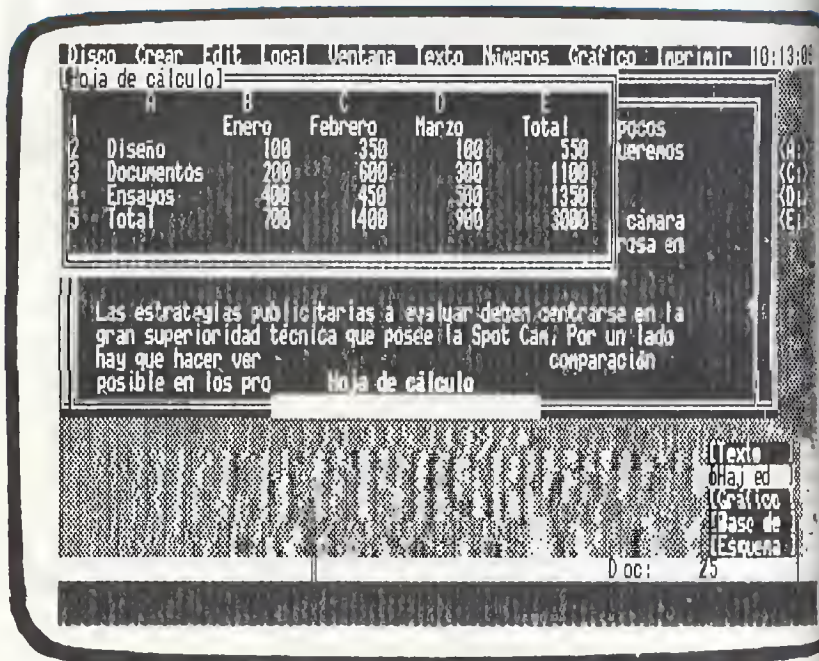 Disco Crear Edit Local Ventana Texto Números Gráfico Imprimir 10:13:0
[Hoja de cálculo]
A B C D E
1 Enero Febrero Marzo Total
2 Diseño 100 350 100 550
3 Documentos 200 600 300 1100
4 Ensayos 400 450 500 1350
5 Total 700 1400 900 3000
pocos
ueremos
cámara
rosa en
<A:
<C:
<D:
<E:
Las estrategias publicitarias a evaluar deben centrarse en la
gran superioridad técnica que posee la Spot Cam. Por un lado
hay que hacer ver comparación
posible en los pro
Hoja de cálculo
[Texto ]
[Gráfico
[Base de
[Esquema ]
Doc: 25